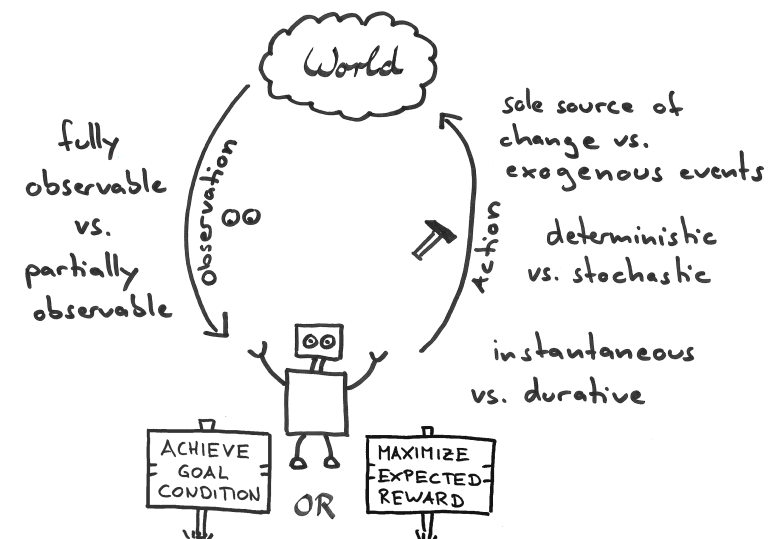 World
fully
observable
vs.
partially
observable
Observation
Action
sole source of
change vs.
exogenous events
deterministic
vs. stochastic
instantaneous
vs. durative
ACHIEVE
GOAL
CONDITION
OR
MAXIMIZE
EXPECTED
REWARD